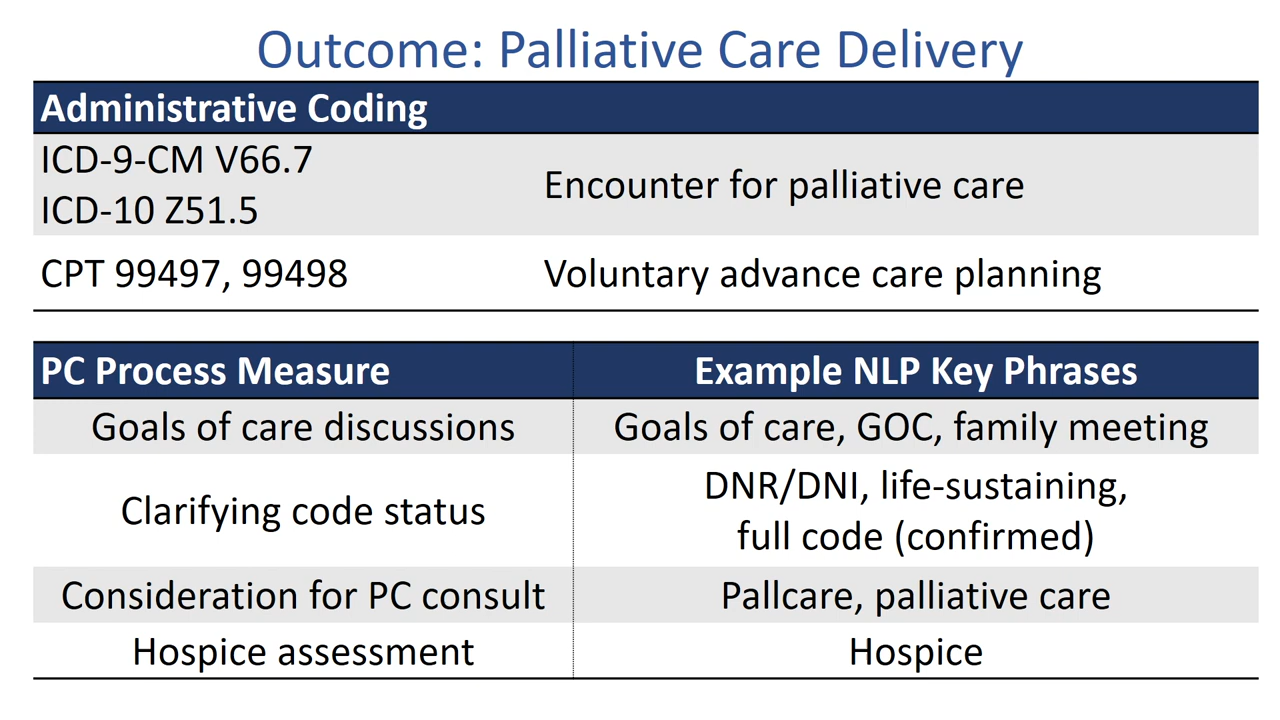 Outcome: Palliative Care Delivery
Administrative Coding
ICD-9-CM V66.7
ICD-10 Z51.5
Encounter for palliative care
CPT 99497, 99498
Voluntary advance care planning
PC Process Measure
Example NLP Key Phrases
Goals of care discussions
Goals of care, GOC, family meeting
Clarifying code status
DNR/DNI, life-sustaining,
full code (confirmed)
Consideration for PC consult
Pallcare, palliative care
Hospice assessment
Hospice